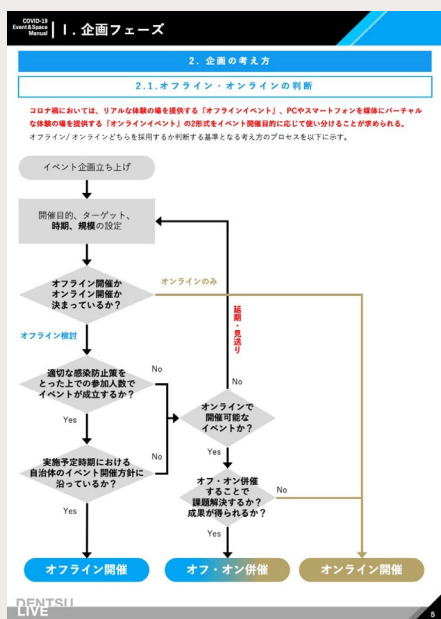 COVID-19
Event&Space
Manual
Ⅰ. 企画フェーズ
2. 企画の考え方
2.1.オフライン・オンラインの判断
コロナ禍においては、リアルな体験の場を提供する「オフラインイベント」、PCやスマートフォンを媒体にバーチャル
な体験の場を提供する「オンラインイベント」の2形式をイベント開催目的に応じて使い分けることが求められる。
オフライン/オンラインどちらを採用するか判断する基準となる考え方のプロセスを以下に示す。
イベント企画立ち上げ
開催目的、ターゲット、
時期、規模の設定
オフライン開催か
オンライン開催か
決まっているか？
オンラインのみ
オフライン検討
延期・見送り
適切な感染防止策を
とった上での参加人数で
イベントが成立するか？
No
Yes
No
オンラインで
開催可能な
イベントか？
Yes
実施予定時期における
自治体のイベント開催方針に
沿っているか？
No
Yes
オフ・オン併催
することで
課題解決するか？
成果が得られるか？
No
Yes
オフライン開催
オフ・オン併催
オンライン開催
DENTSU
LIVE
5